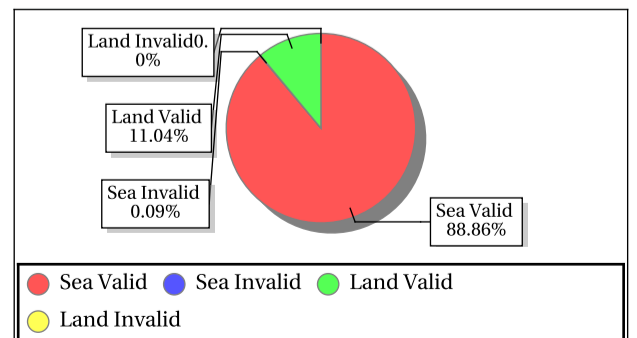 Land Invalid0.
0%
Land Valid
11.04%
Sea Invalid
0.09%
Sea Valid
88.86%
Sea Valid
Sea Invalid
Land Valid
Land Invalid